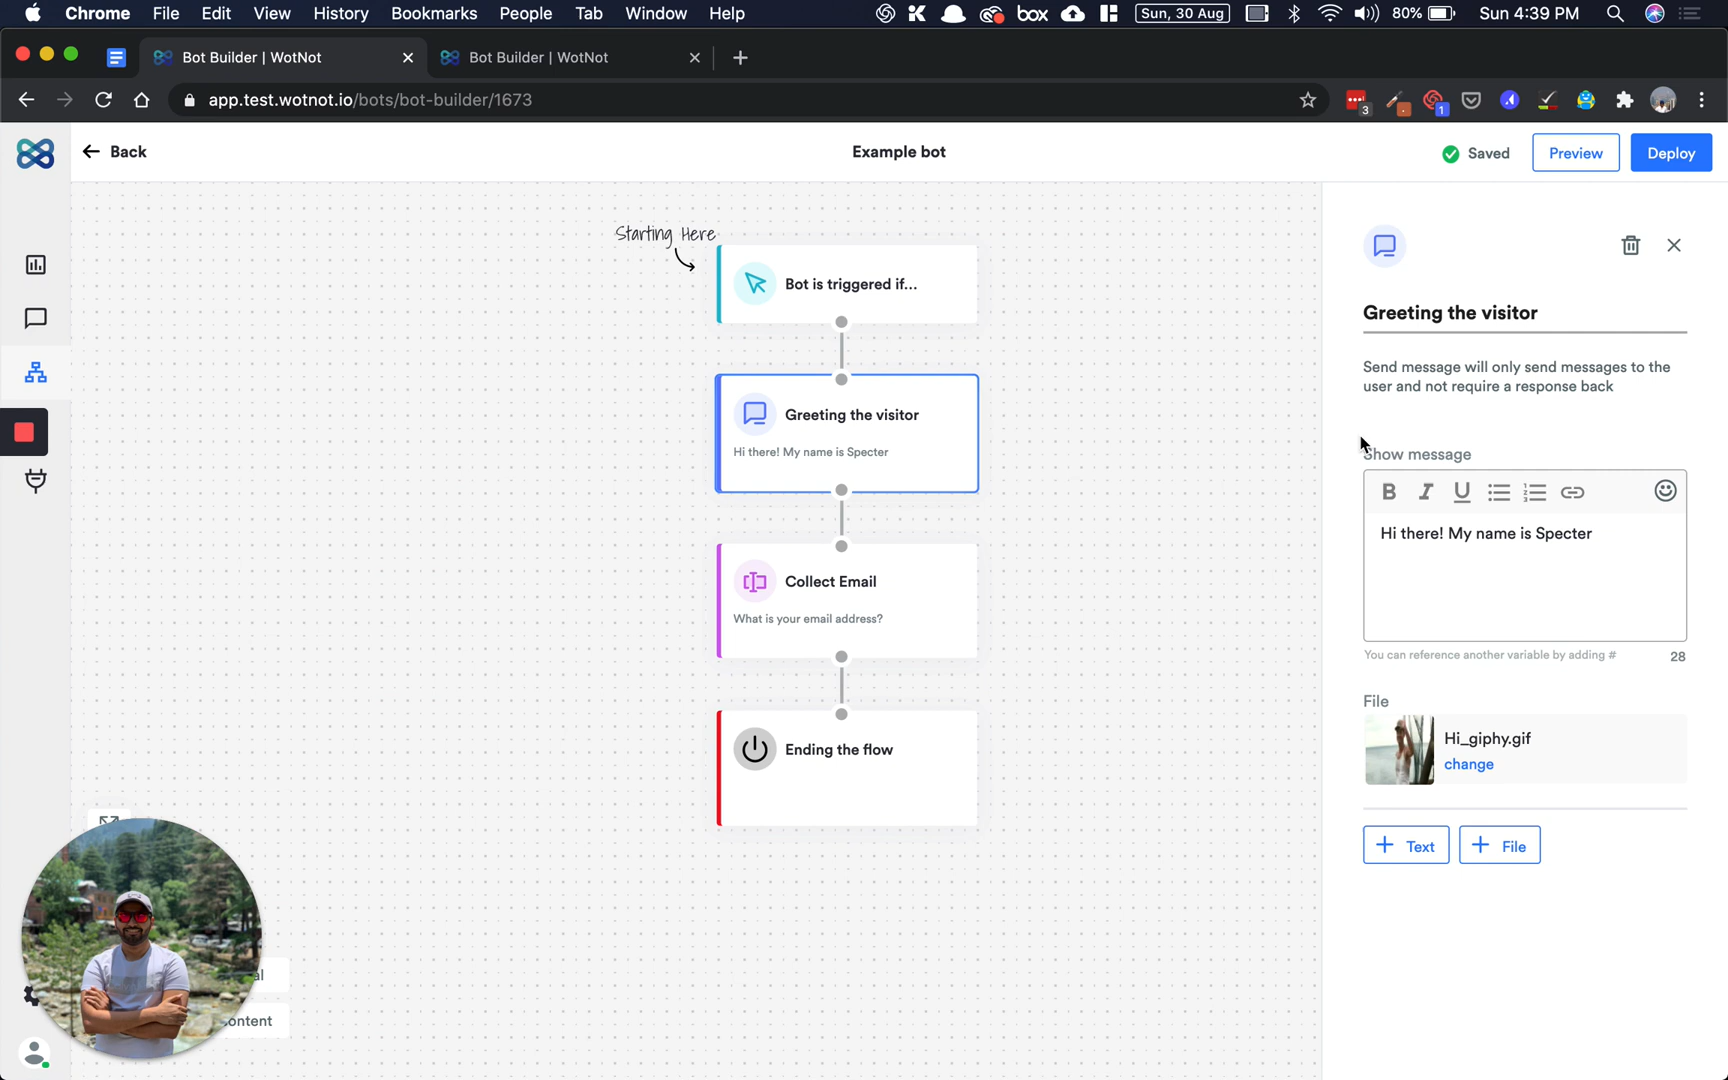 Chrome File Edit View History Bookmarks People Tab Window Help box Sun, 30 Aug 80% Sun 4:39 PM
Bot Builder | WotNot Bot Builder | WotNot
app.test.wotnot.io/bots/bot-builder/1673 3 1
Back Example bot Saved Preview Deploy
Starting Here
Bot is triggered if...
Greeting the visitor
Hi there! My name is Specter
Collect Email
What is your email address?
Ending the flow
Greeting the visitor
Send message will only send messages to the
user and not require a response back
Show message
B I U
Hi there! My name is Specter
You can reference another variable by adding # 28
File
Hi_giphy.gif
change
+ Text + File